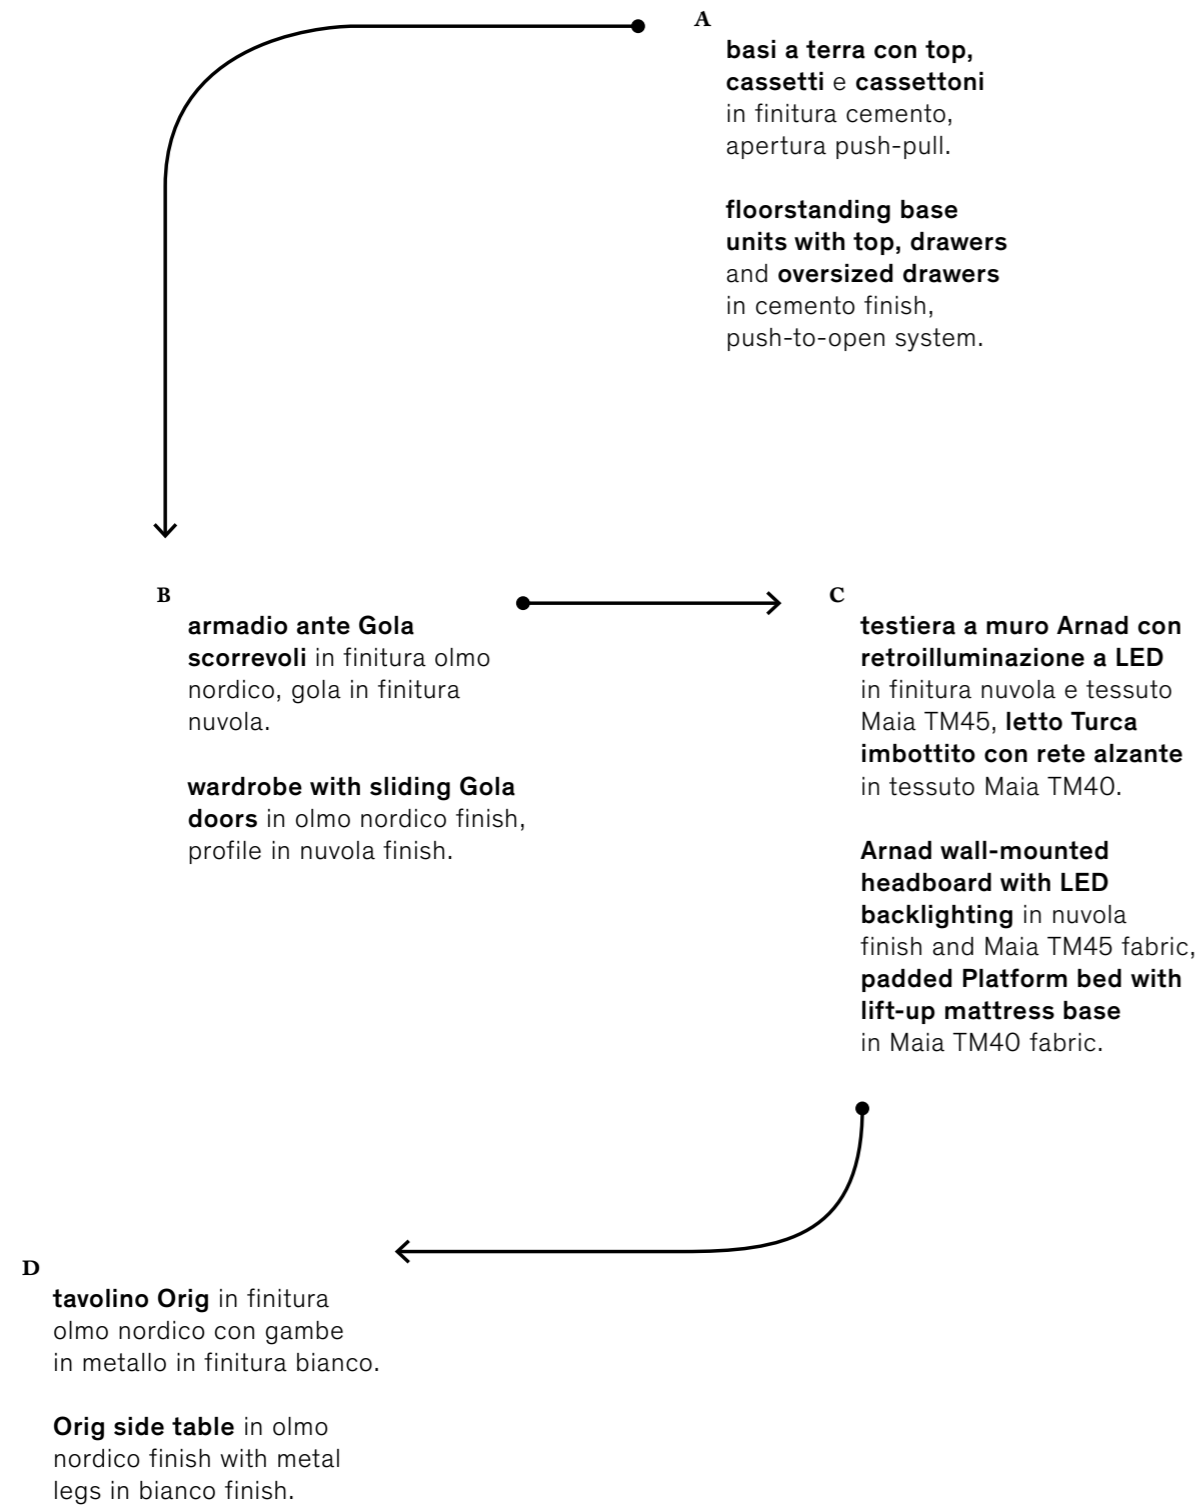 A
basi a terra con top,
cassetti e cassettoni
in finitura cemento,
apertura push-pull.
floorstanding base
units with top, drawers
and oversized drawers
in cemento finish,
push-to-open system.
B
armadio ante Gola
scorrevoli in finitura olmo
nordico, gola in finitura
nuvola.
wardrobe with sliding Gola
doors in olmo nordico finish,
profile in nuvola finish.
C
testiera a muro Arnad con
retroilluminazione a LED
in finitura nuvola e tessuto
Maia TM45, letto Turca
imbottito con rete alzante
in tessuto Maia TM40.
Arnad wall-mounted
headboard with LED
backlighting in nuvola
finish and Maia TM45 fabric,
padded Platform bed with
lift-up mattress base
in Maia TM40 fabric.
D
tavolino Orig in finitura
olmo nordico con gambe
in metallo in finitura bianco.
Orig side table in olmo
nordico finish with metal
legs in bianco finish.